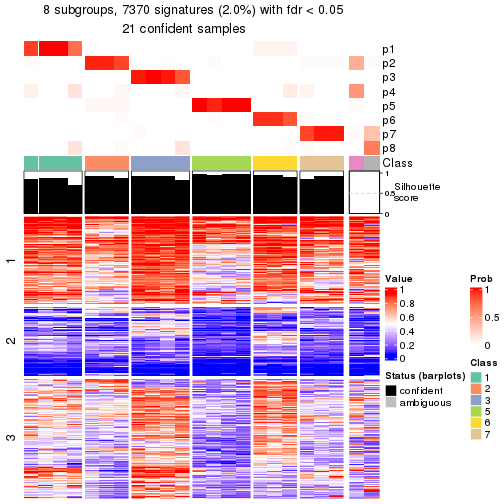 8 subgroups, 7370 signatures (2.0%) with fdr < 0.05
21 confident samples
p1
p2
p3
p4
p5
p6
p7
p8
Class
1
0.5
0
Silhouette
score
1
2
3
Value
1
0.8
0.6
0.4
0.2
0
Prob
1
0.5
0
Status (barplots)
confident
ambiguous
Class
1
2
3
5
6
7